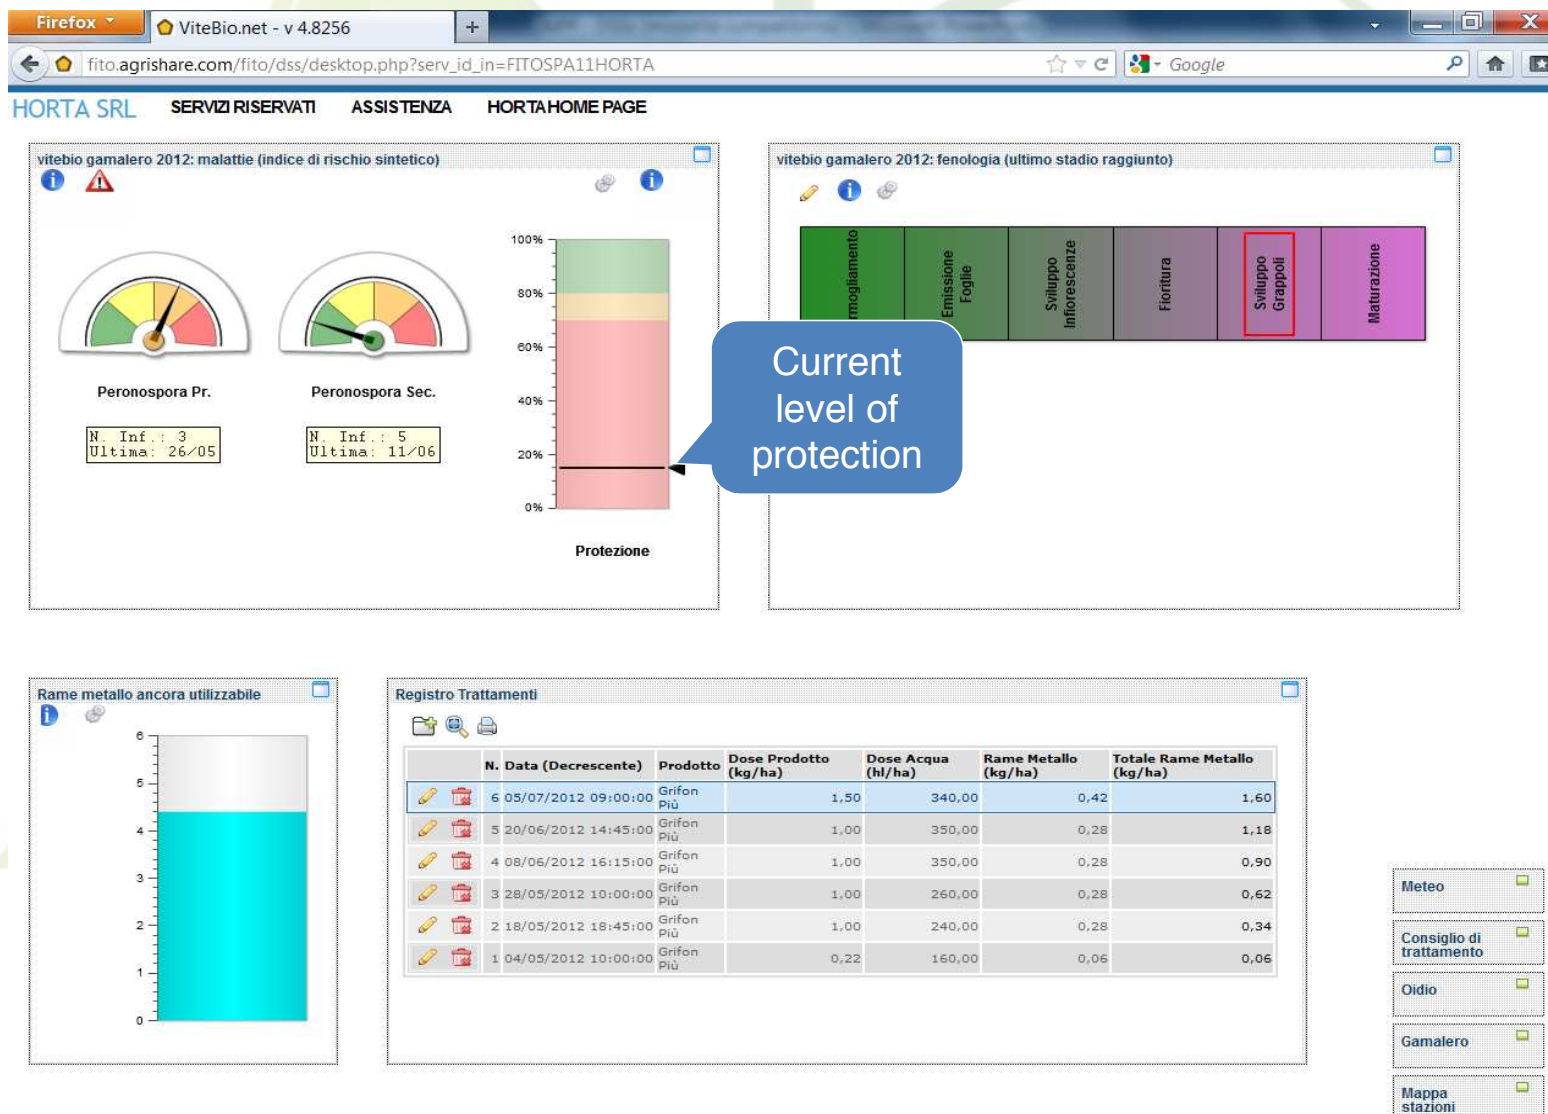 Firefox
ViteBio.net - v 4.8256
+
fito.agrishare.com/fito/dss/desktop.php?serv_id_in=FITOSPA11HORTA
Google
HORTA SRL SERVIZI RISERVATI ASSISTENZA HORTA HOME PAGE
vitebio gamalero 2012: malattie (indice di rischio sintetico)
100%
80%
60%
40%
20%
0%
Protezione
Peronospora Pr.
Peronospora Sec.
N. Inf.: 3
Ultima: 26/05
N. Inf.: 5
Ultima: 11/06
Current
level of
protection
vitebio gamalero 2012: fenologia (ultimo stadio raggiunto)
rmogliamento
Emissione
Foglie
Sviluppo
Infiorescenze
Fioritura
Sviluppo
Grappoli
Maturazione
Rame metallo ancora utilizzabile
6
5
4
3
2
1
0
Registro Trattamenti
N. Data (Decrescente) Prodotto Dose Prodotto (kg/ha) Dose Acqua (hl/ha) Rame Metallo (kg/ha) Totale Rame Metallo (kg/ha)
6 05/07/2012 09:00:00 Grifon Più 1,50 340,00 0,42 1,60
5 20/06/2012 14:45:00 Grifon Più 1,00 350,00 0,28 1,18
4 08/06/2012 16:15:00 Grifon Più 1,00 350,00 0,28 0,90
3 28/05/2012 10:00:00 Grifon Più 1,00 260,00 0,28 0,62
2 18/05/2012 18:45:00 Grifon Più 1,00 240,00 0,28 0,34
1 04/05/2012 10:00:00 Grifon Più 0,22 160,00 0,06 0,06
Meteo
Consiglio di
trattamento
Oidio
Gamalero
Mappa
stazioni